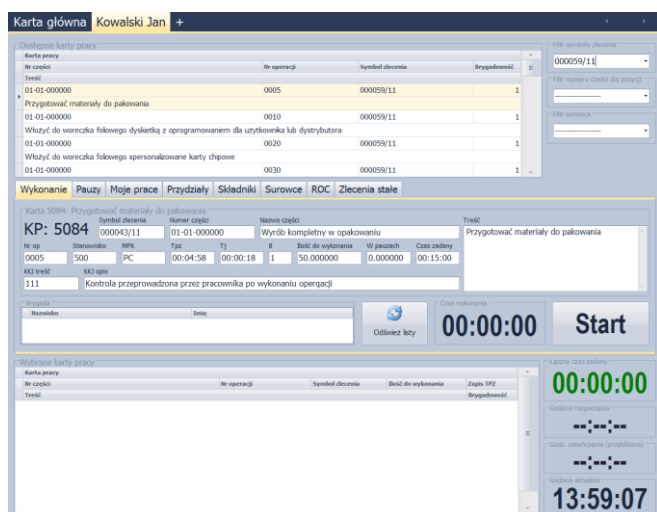 Karta główna Kowalski Jan +
Dostępne karty pracy
Karta pracy
Nr części Nr operacji Symbol zlecenia Brygadowość
Treść
01-01-000000 0005 000059/11 1
Przygotować materiały do pakowania
01-01-000000 0010 000059/11 1
Włożyć do woreczka foliowego dyskietką z oprogramowaniem dla użytkownika lub dystrybutora
01-01-000000 0020 000059/11 1
Włożyć do woreczka folowego spersonalizowane karty chipowe
01-01-000000 0030 000059/11 1
Filtr symbolu zlecenia
000059/11
Filtr numeru części dla pozycji
---------------
Filtr surowca
---------------
Wykonanie Pauzy Moje prace Przydziały Składniki Surowce ROC Zlecenia stałe
Karta 5084: Przygotować materiały do pakowania
KP: 5084
Symbol zlecenia Numer części Nazwa części Treść
000043/11 01-01-000000 Wyrób kompletny w opakowaniu Przygotować materiały do pakowania
Nr op Stanowisko MPK Tpz Tj B Ilość do wykonania W pauzach Czas zadany
0005 500 PC 00:04:58 00:00:18 1 50.000000 0.000000 00:15:00
KKJ treść KKJ opis
111 Kontrola przeprowadzona przez pracownika po wykonaniu operqacji
Brygada
Nazwisko Imię
Odśwież listy
Czas wykonania
00:00:00
Start
Wybrane karty pracy
Karta pracy
Nr części Nr operacji Symbol zlecenia Ilość do wykonania Zapis TPZ
Treść Brygadowość
Łączny czas zadany
00:00:00
Godzina rozpoczęcia
--:--:--
Godz. zakończenia (przybliżona)
--:--:--
Godzina aktualna
13:59:07